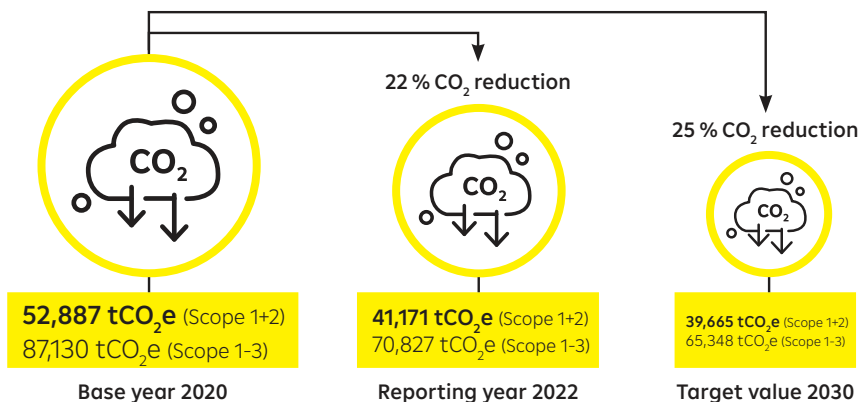 22 % CO₂ reduction
25 % CO₂ reduction
CO₂
CO₂
CO₂
52,887 tCO₂e (Scope 1+2)
87,130 tCO₂e (Scope 1-3)
Base year 2020
41,171 tCO₂e (Scope 1+2)
70,827 tCO₂e (Scope 1-3)
Reporting year 2022
39,665 tCO₂e (Scope 1+2)
65,348 tCO₂e (Scope 1-3)
Target value 2030